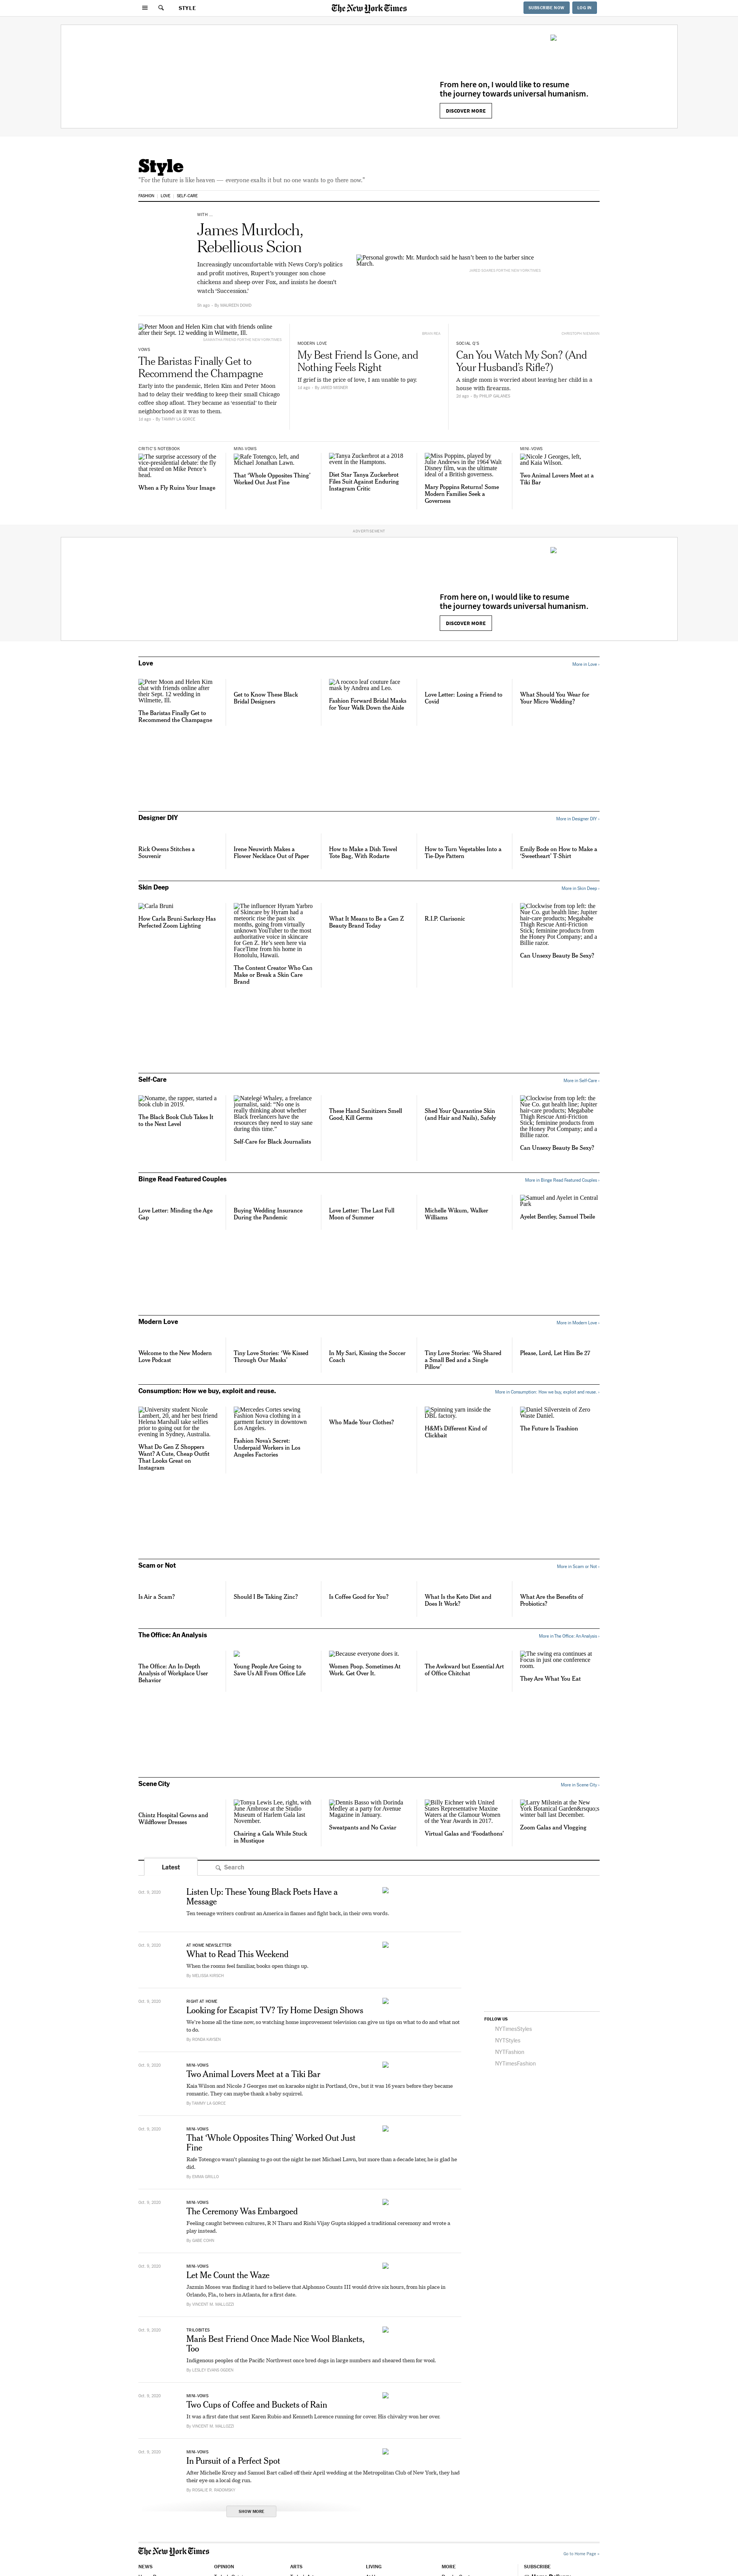 STYLE
The New York Times
SUBSCRIBE NOW
LOG IN
From here on, I would like to resume
the journey towards universal humanism.
DISCOVER MORE
Style
"For the future is like heaven — everyone exalts it but no one wants to go there now."
FASHION
LOVE
SELF-CARE
WITH ...
James Murdoch,
Rebellious Scion
Increasingly uncomfortable with News Corp's politics
and profit motives, Rupert's younger son chose
chickens and sheep over Fox, and insists he doesn't
watch 'Succession.'
5h ago – By MAUREEN DOWD
Personal growth: Mr. Murdoch said he hasn't been to the barber since
March.
Peter Moon and Helen Kim chat with friends online
after their Sept. 12 wedding in Wilmette, Ill.
VOWS
The Baristas Finally Get to
Recommend the Champagne
Early into the pandemic, Helen Kim and Peter Moon
had to delay their wedding to keep their small Chicago
coffee shop afloat. They became as 'essential' to their
neighborhood as it was to them.
1d ago – By TAMMY LA GORCE
BRIAN REA
MODERN LOVE
My Best Friend Is Gone, and
Nothing Feels Right
If grief is the price of love, I am unable to pay.
1d ago – By JARED MISNER
CHRISTOPH NIEMANN
SOCIAL Q'S
Can You Watch My Son? (And
Your Husband's Rifle?)
A single mom is worried about leaving her child in a
house with firearms.
2d ago – By PHILIP GALANES
CRITIC'S NOTEBOOK
The surprise accessory of the
vice-presidential debate: the fly
that rested on Mike Pence's
head.
When a Fly Ruins Your Image
MINI-VOWS
Rafe Totengco, left, and
Michael Jonathan Lawn.
That 'Whole Opposites Thing'
Worked Out Just Fine
Tanya Zuckerbrot at a 2018
event in the Hamptons.
Diet Star Tanya Zuckerbrot
Files Suit Against Enduring
Instagram Critic
Miss Poppins, played by
Julie Andrews in the 1964 Walt
Disney film, was the ultimate
ideal of a British governess.
Mary Poppins Returns! Some
Modern Families Seek a
Governess
MINI-VOWS
Nicole J Georges, left,
and Kaia Wilson.
Two Animal Lovers Meet at a
Tiki Bar
ADVERTISEMENT
From here on, I would like to resume
the journey towards universal humanism.
DISCOVER MORE
Love
More in Love ›
Peter Moon and Helen Kim
chat with friends online after
their Sept. 12 wedding in
Wilmette, Ill.
The Baristas Finally Get to
Recommend the Champagne
Get to Know These Black
Bridal Designers
A rococo leaf couture face
mask by Andrea and Leo.
Fashion Forward Bridal Masks
for Your Walk Down the Aisle
Love Letter: Losing a Friend to
Covid
What Should You Wear for
Your Micro Wedding?
Designer DIY
More in Designer DIY ›
Rick Owens Stitches a
Souvenir
Irene Neuwirth Makes a
Flower Necklace Out of Paper
How to Make a Dish Towel
Tote Bag, With Rodarte
How to Turn Vegetables Into a
Tie-Dye Pattern
Emily Bode on How to Make a
'Sweetheart' T-Shirt
Skin Deep
More in Skin Deep ›
Carla Bruni
How Carla Bruni-Sarkozy Has
Perfected Zoom Lighting
The influencer Hyram Yarbro
of Skincare by Hyram had a
meteoric rise the past six
months, going from virtually
unknown YouTuber to the most
authoritative voice in skincare
for Gen Z. He's seen here via
FaceTime from his home in
Honolulu, Hawaii.
The Content Creator Who Can
Make or Break a Skin Care
Brand
What It Means to Be a Gen Z
Beauty Brand Today
R.I.P. Clarisonic
Clockwise from top left: the
Nue Co. gut health line; Jupiter
hair-care products; Megababe
Thigh Rescue Anti-Friction
Stick; feminine products from
the Honey Pot Company; and a
Billie razor.
Can Unsexy Beauty Be Sexy?
Self-Care
More in Self-Care ›
Noname, the rapper, started a
book club in 2019.
The Black Book Club Takes It
to the Next Level
Natelegé Whaley, a freelance
journalist, said: "No one is
really thinking about whether
Black freelancers have the
resources they need to stay sane
during this time."
Self-Care for Black Journalists
These Hand Sanitizers Smell
Good, Kill Germs
Shed Your Quarantine Skin
(and Hair and Nails), Safely
Clockwise from top left: the
Nue Co. gut health line; Jupiter
hair-care products; Megababe
Thigh Rescue Anti-Friction
Stick; feminine products from
the Honey Pot Company; and a
Billie razor.
Can Unsexy Beauty Be Sexy?
Binge Read Featured Couples
More in Binge Read Featured Couples ›
Love Letter: Minding the Age
Gap
Buying Wedding Insurance
During the Pandemic
Love Letter: The Last Full
Moon of Summer
Michelle Wikum, Walker
Williams
Samuel and Ayelet in Central
Park
Ayelet Bentley, Samuel Theile
Modern Love
More in Modern Love ›
Welcome to the New Modern
Love Podcast
Tiny Love Stories: 'We Kissed
Through Our Masks'
In My Sari, Kissing the Soccer
Coach
Tiny Love Stories: 'We Shared
a Small Bed and a Single
Pillow'
Please, Lord, Let Him Be 27
Consumption: How we buy, exploit and reuse.
More in Consumption: How we buy, exploit and reuse. ›
University student Nicole
Lambert, 20, and her best friend
Helena Marshall take selfies
prior to going out for the
evening in Sydney, Australia.
What Do Gen Z Shoppers
Want? A Cute, Cheap Outfit
That Looks Great on
Instagram
Mercedes Cortes sewing
Fashion Nova clothing in a
garment factory in downtown
Los Angeles.
Fashion Nova's Secret:
Underpaid Workers in Los
Angeles Factories
Who Made Your Clothes?
Spinning yarn inside the
DBL factory.
H&M's Different Kind of
Clickbait
Daniel Silverstein of Zero
Waste Daniel.
The Future Is Trashion
Scam or Not
More in Scam or Not ›
Is Air a Scam?
Should I Be Taking Zinc?
Is Coffee Good for You?
What Is the Keto Diet and
Does It Work?
What Are the Benefits of
Probiotics?
The Office: An Analysis
More in The Office: An Analysis ›
The Office: An In-Depth
Analysis of Workplace User
Behavior
Young People Are Going to
Save Us All From Office Life
Because everyone does it.
Women Poop. Sometimes At
Work. Get Over It.
The Awkward but Essential Art
of Office Chitchat
The swing era continues at
Focus in just one conference
room.
They Are What You Eat
Scene City
More in Scene City ›
Chintz Hospital Gowns and
Wildflower Dresses
Tonya Lewis Lee, right, with
June Ambrose at the Studio
Museum of Harlem Gala last
November.
Chairing a Gala While Stuck
in Mustique
Dennis Basso with Dorinda
Medley at a party for Avenue
Magazine in January.
Sweatpants and No Caviar
Billy Eichner with United
States Representative Maxine
Waters at the Glamour Women
of the Year Awards in 2017.
Virtual Galas and 'Foodathons'
Larry Milstein at the New
York Botanical Garden&rsquo;s
winter ball last December.
Zoom Galas and Vlogging
Latest
Search
Oct. 9, 2020
Listen Up: These Young Black Poets Have a
Message
Ten teenage writers confront an America in flames and fight back, in their own words.
Oct. 9, 2020
AT HOME NEWSLETTER
What to Read This Weekend
When the rooms feel familiar, books open things up.
By MELISSA KIRSCH
Oct. 9, 2020
RIGHT AT HOME
Looking for Escapist TV? Try Home Design Shows
We're home all the time now, so watching home improvement television can give us tips on what to do and what not
to do.
By RONDA KAYSEN
Oct. 9, 2020
MINI-VOWS
Two Animal Lovers Meet at a Tiki Bar
Kaia Wilson and Nicole J Georges met on karaoke night in Portland, Ore., but it was 16 years before they became
romantic. They can maybe thank a baby squirrel.
By TAMMY LA GORCE
Oct. 9, 2020
MINI-VOWS
That 'Whole Opposites Thing' Worked Out Just
Fine
Rafe Totengco wasn't planning to go out the night he met Michael Lawn, but more than a decade later, he is glad he
did.
Oct. 9, 2020
MINI-VOWS
The Ceremony Was Embargoed
Feeling caught between cultures, R N Tharu and Rishi Vijay Gupta skipped a traditional ceremony and wrote a
play instead.
By GABE COHN
Oct. 9, 2020
MINI-VOWS
Let Me Count the Waze
Jazmin Moses was finding it hard to believe that Alphonso Counts III would drive six hours, from his place in
Orlando, Fla., to hers in Atlanta, for a first date.
By VINCENT M. MALLOZZI
Oct. 9, 2020
TRILOBITES
Man's Best Friend Once Made Nice Wool Blankets,
Too
Indigenous peoples of the Pacific Northwest once bred dogs in large numbers and sheared them for wool.
By LESLEY EVANS OGDEN
Oct. 9, 2020
MINI-VOWS
Two Cups of Coffee and Buckets of Rain
It was a first date that sent Karen Rubin and Kenneth Lorence running for cover. His chivalry won her over.
By VINCENT M. MALLOZZI
Oct. 9, 2020
MINI-VOWS
In Pursuit of a Perfect Spot
After Michelle Krozy and Samuel Bart called off their April wedding at the Metropolitan Club of New York, they had
their eye on a local dog run.
By ROSALIE R. RADOMSKY
SHOW MORE
FOLLOW US
NYTimesStyles
NYTStyles
NYTFashion
NYTimesFashion
The New York Times
Go to Home Page »
NEWS
OPINION
ARTS
LIVING
MORE
SUBSCRIBE